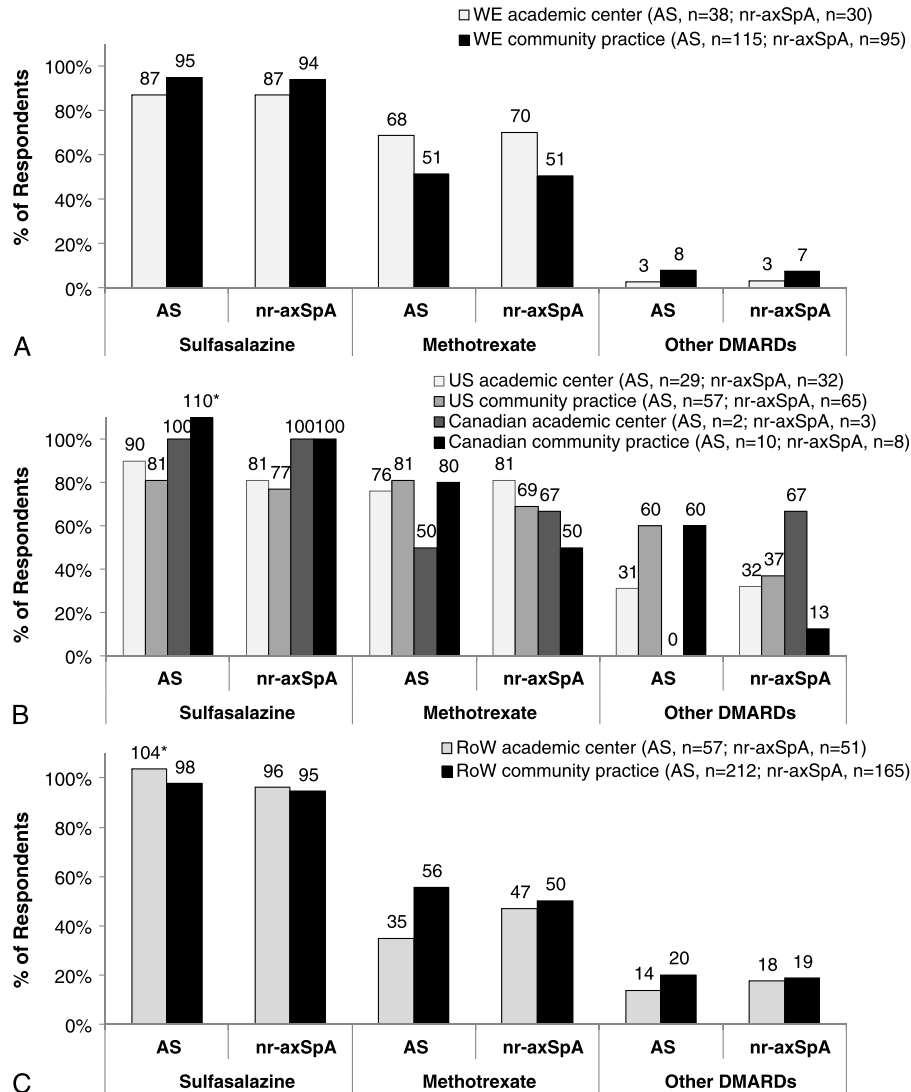 WE academic center (AS, n=38; nr-axSpA, n=30)
WE community practice (AS, n=115; nr-axSpA, n=95)
% of Respondents
100%
80%
60%
40%
20%
0%
87 95 87 94 68 51 70 51 3 8 3 7
AS nr-axSpA AS nr-axSpA AS nr-axSpA
A Sulfasalazine Methotrexate Other DMARDs
US academic center (AS, n=29; nr-axSpA, n=32)
US community practice (AS, n=57; nr-axSpA, n=65)
Canadian academic center (AS, n=2; nr-axSpA, n=3)
Canadian community practice (AS, n=10; nr-axSpA, n=8)
% of Respondents
100%
80%
60%
40%
20%
0%
90 81 100 110* 81 77 100 100 76 81 50 80 81 69 67 50 31 60 0 60 32 37 67 13
AS nr-axSpA AS nr-axSpA AS nr-axSpA
B Sulfasalazine Methotrexate Other DMARDs
RoW academic center (AS, n=57; nr-axSpA, n=51)
RoW community practice (AS, n=212; nr-axSpA, n=165)
% of Respondents
100%
80%
60%
40%
20%
0%
104* 98 96 95 35 56 47 50 14 20 18 19
AS nr-axSpA AS nr-axSpA AS nr-axSpA
C Sulfasalazine Methotrexate Other DMARDs